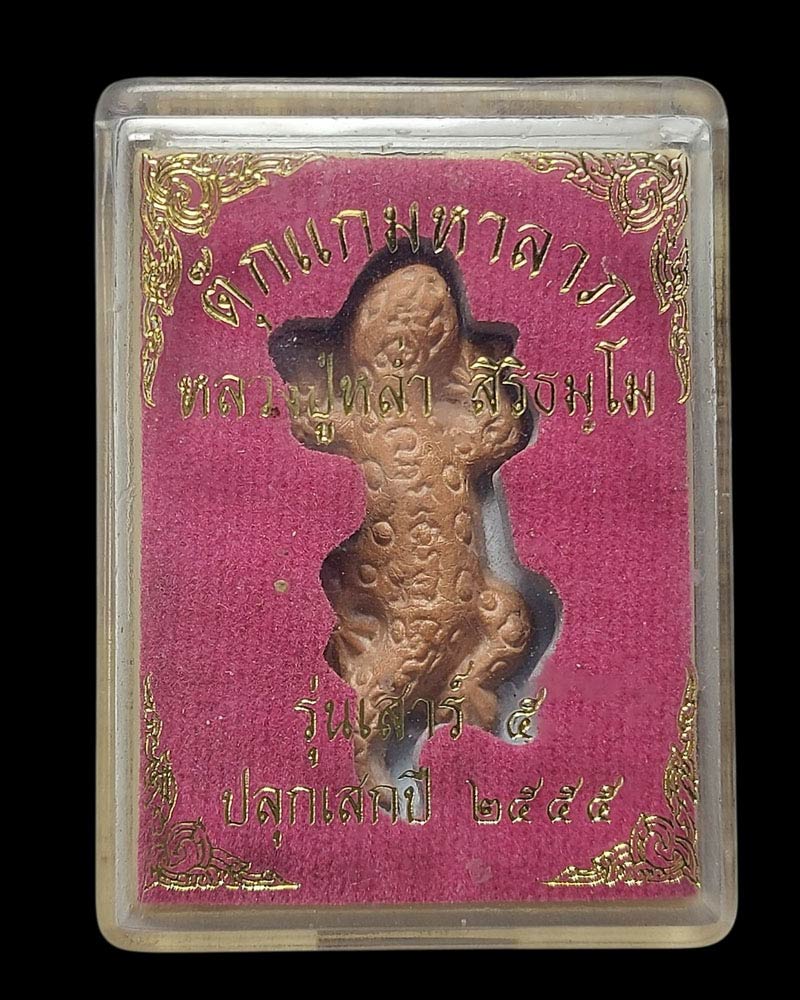 ตุ๊กแกมหาลาภ
หลวงปู่หล้า สิริธมฺโม
รุ่นเสาร์ ๕
ปลุกเสกปี ๒๕๕๕